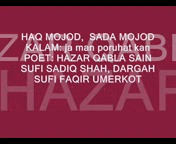 HAQ MOJOD, SADA MOJOD
KALAM: ja man poruhat kan
POET: HAZAR QABLA SAIN
SUFI SADIQ SHAH, DARGAH
SUFI FAQIR UMERKOT
HAZAR